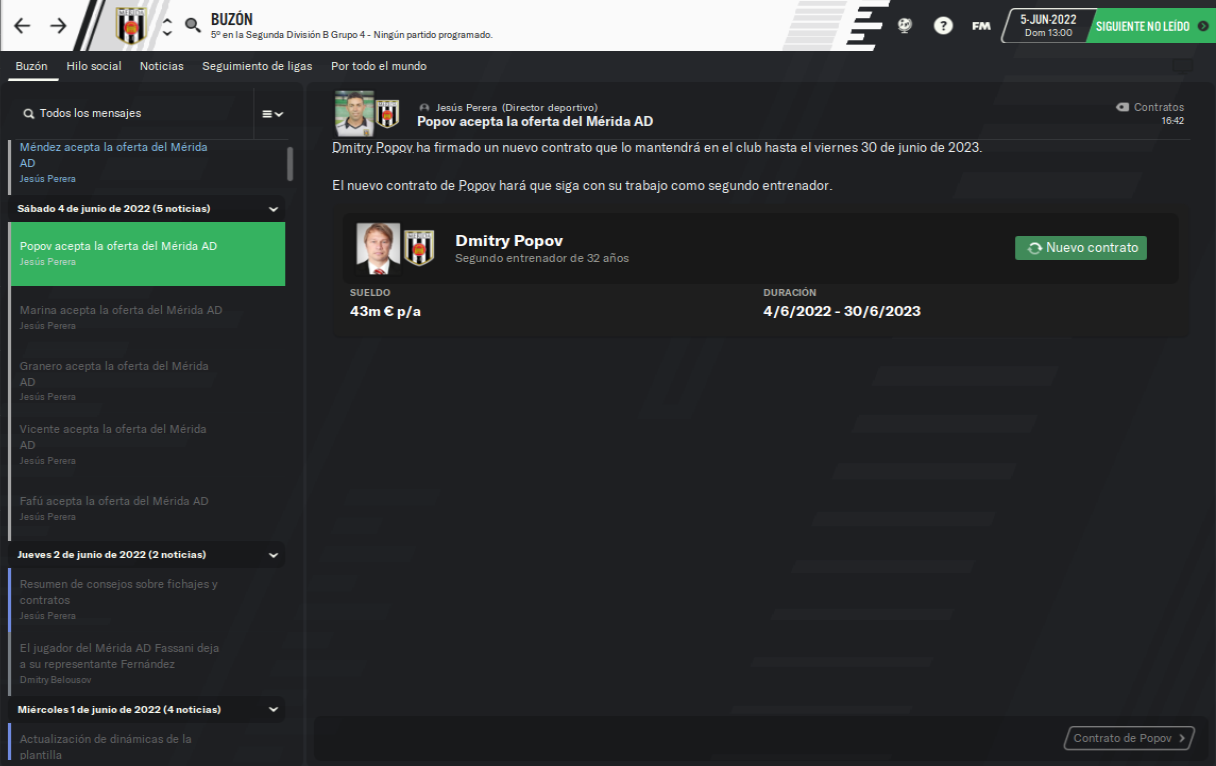 BUZÓN
5º en la Segunda División B Grupo 4 - Ningún partido programado.
?
FM
5-JUN-2022
Dom 13:00
SIGUIENTE NO LEÍDO
Buzón
Hilo social
Noticias
Seguimiento de ligas
Por todo el mundo
Todos los mensajes
Méndez acepta la oferta del Mérida
AD
Jesús Perera
Sábado 4 de junio de 2022 (5 noticias)
Popov acepta la oferta del Mérida AD
Jesús Perera
Marina acepta la oferta del Mérida AD
Jesús Perera
Granero acepta la oferta del Mérida
AD
Jesús Perera
Vicente acepta la oferta del Mérida
AD
Jesús Perera
Fafú acepta la oferta del Mérida AD
Jesús Perera
Jueves 2 de junio de 2022 (2 noticias)
Resumen de consejos sobre fichajes y
contratos
Jesús Perera
El jugador del Mérida AD Fassani deja
a su representante Fernández
Dmitry Belousov
Miércoles 1 de junio de 2022 (4 noticias)
Actualización de dinámicas de la
plantilla
Jesús Perera (Director deportivo)
Popov acepta la oferta del Mérida AD
Contratos
16:42
Dmitry Popov ha firmado un nuevo contrato que lo mantendrá en el club hasta el viernes 30 de junio de 2023.
El nuevo contrato de Popov hará que siga con su trabajo como segundo entrenador.
Dmitry Popov
Segundo entrenador de 32 años
Nuevo contrato
SUELDO
43m € p/a
DURACIÓN
4/6/2022 - 30/6/2023
Contrato de Popov